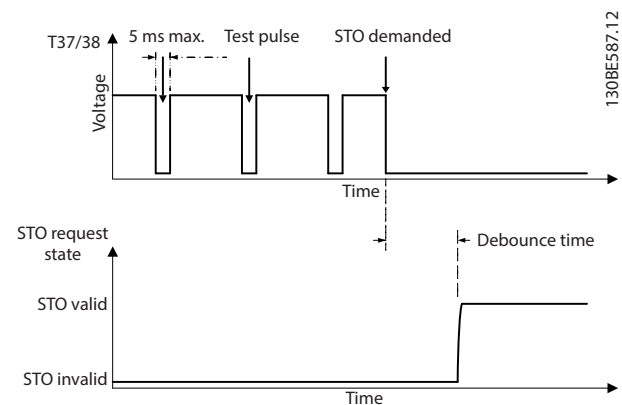 T37/38
5 ms max.
Test pulse
STO demanded
Voltage
Time
130BE587.12
STO request
state
Debounce time
STO valid
STO invalid
Time